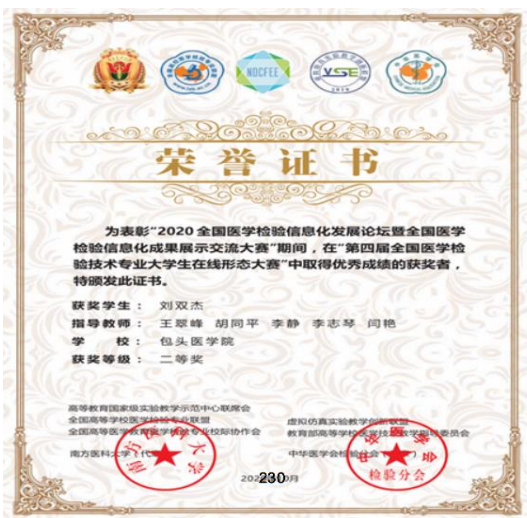 NOCFEE
VSE
荣誉证书
为表彰“2020全国医学检验信息化发展论坛暨全国医学
检验信息化成果展示交流大赛”期间，在“第四届全国医学检
验技术专业大学生在线形态大赛”中取得优秀成绩的获奖者，
特颁发此证书。
获奖学生： 刘双杰
指导教师： 王翠峰 胡同平 李静 李志琴 闫艳
学 校： 包头医学院
获奖等级： 二等奖
高等教育国家级实验教学示范中心联席会
全国高等学校医学检验专业联盟
全国高等医学教育医学检验专业校际协作会
南方医科大学（代
虚拟仿真实验教学创新联盟
教育部高等学校医学技术类教学指导委员会
中华医学会检验分会
检验分会
230
月